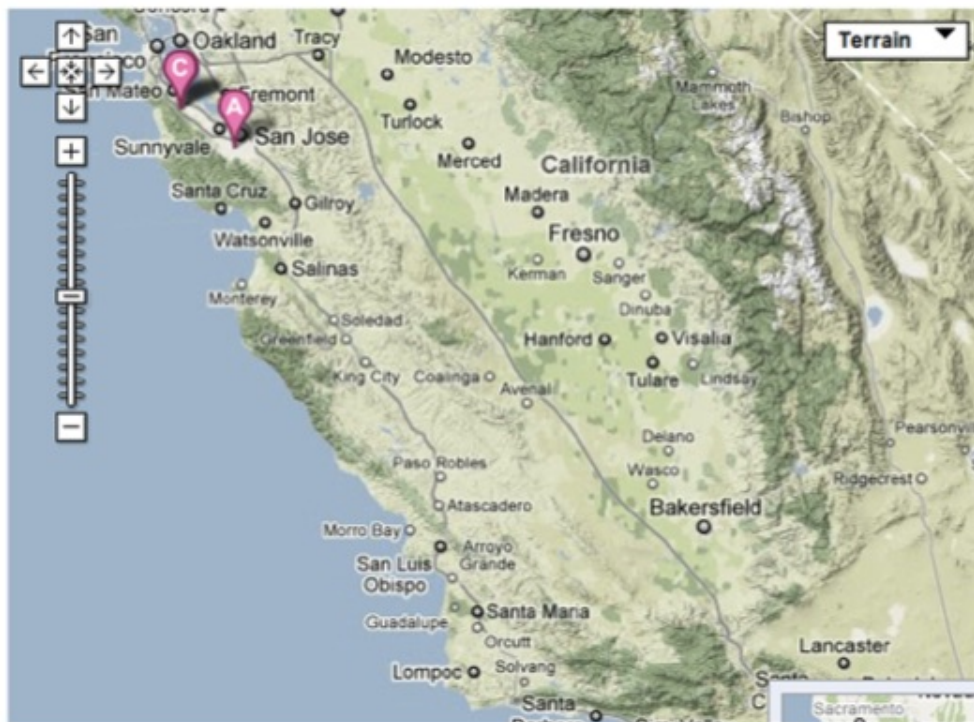 San
Oakland
Tracy
Terrain
Modesto
C
Mammoth
Lakes
San Mateo
Fremont
A
Turlock
Bishop
San Jose
Sunnyvale
Merced
California
Santa Cruz
Madera
Gilroy
Watsonville
Fresno
Kerman
Sanger
Salinas
Monterey
Dinuba
Soledad
Greenfield
Hanford
Visalia
King City
Coalinga
Tulare
Lindsay
Avenal
Delano
Pearsonvi
Paso Robles
Wasco
Ridgecrest
Atascadero
Bakersfield
Morro Bay
Arroyo
Grande
San Luis
Obispo
Guadalupe
Santa Maria
Orcutt
Lancaster
Lompoc
Solvang
Santa
Sacramento